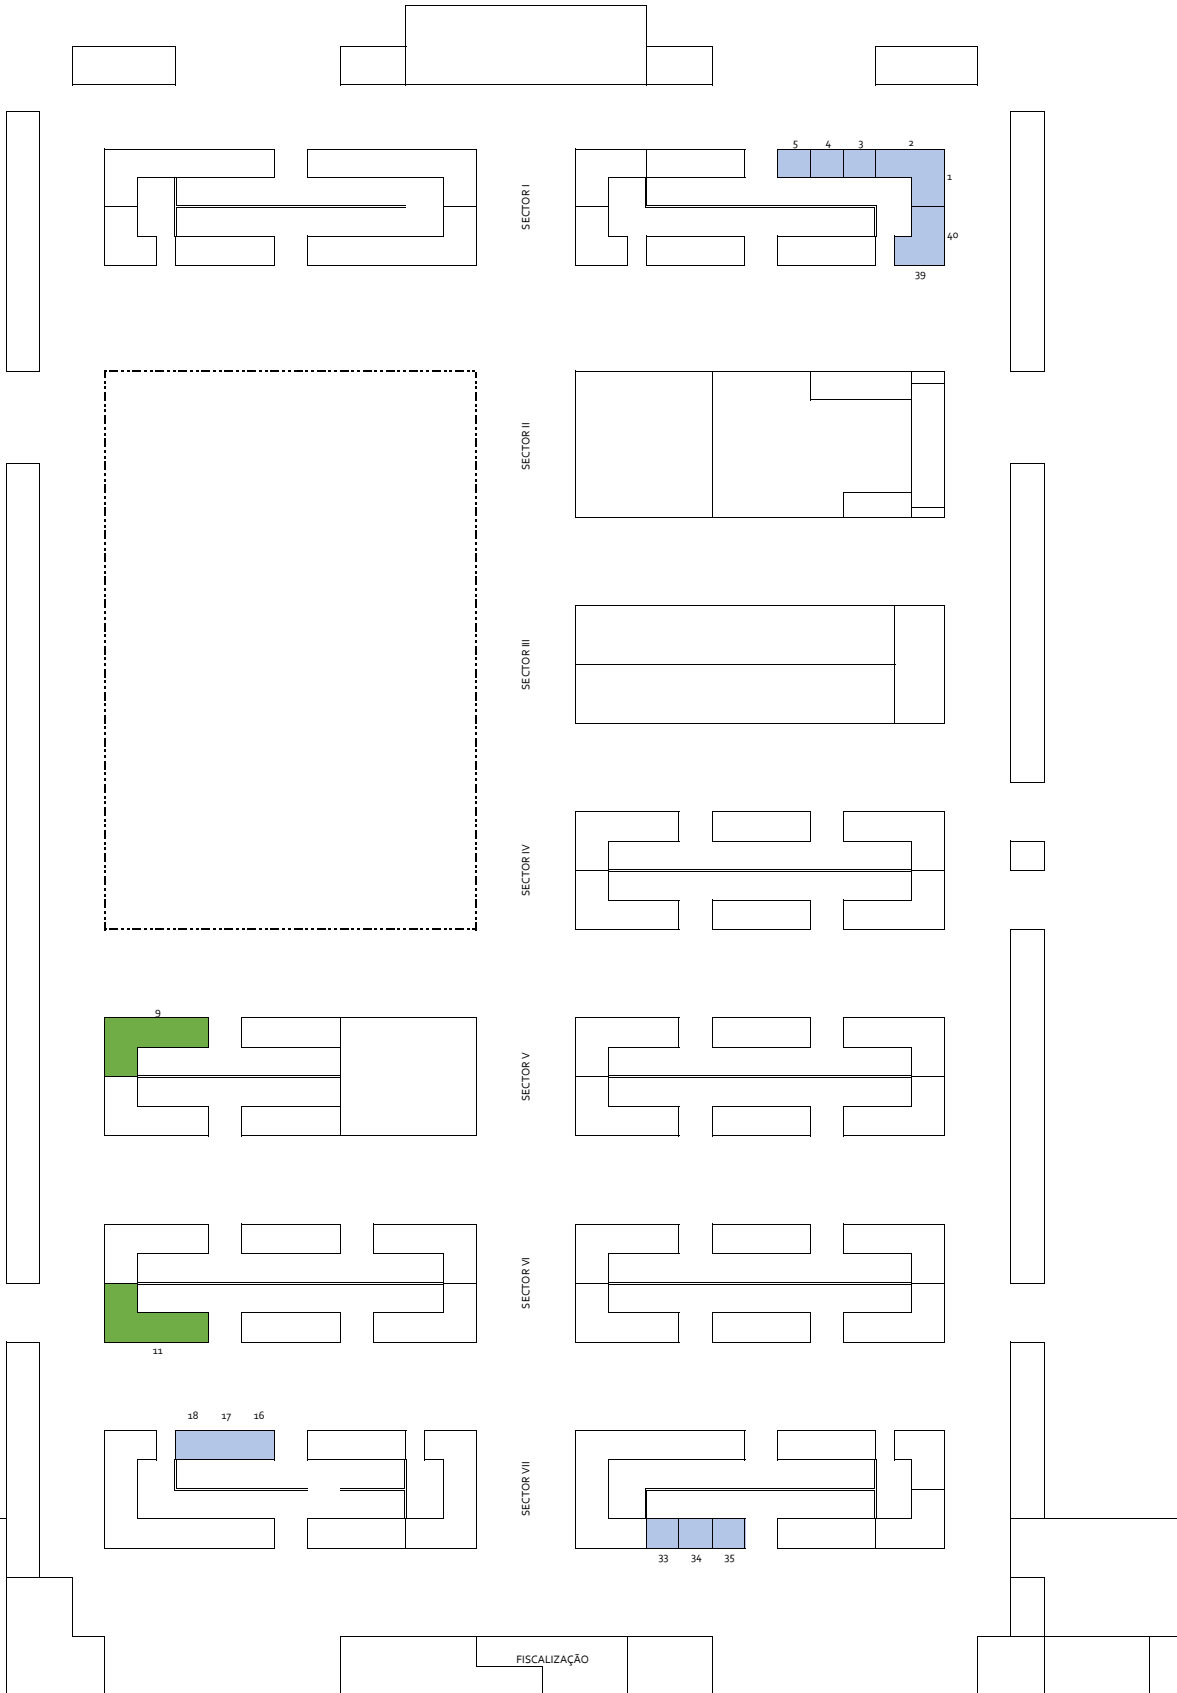 5 4 3 2
1
SECTOR I
40
39
SECTOR II
SECTOR III
SECTOR IV
9
SECTOR V
SECTOR VI
11
18 17 16
SECTOR VII
33 34 35
FISCALIZAÇÃO